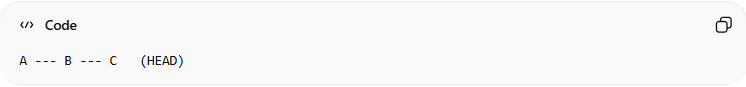 Code
A --- B --- C   (HEAD)